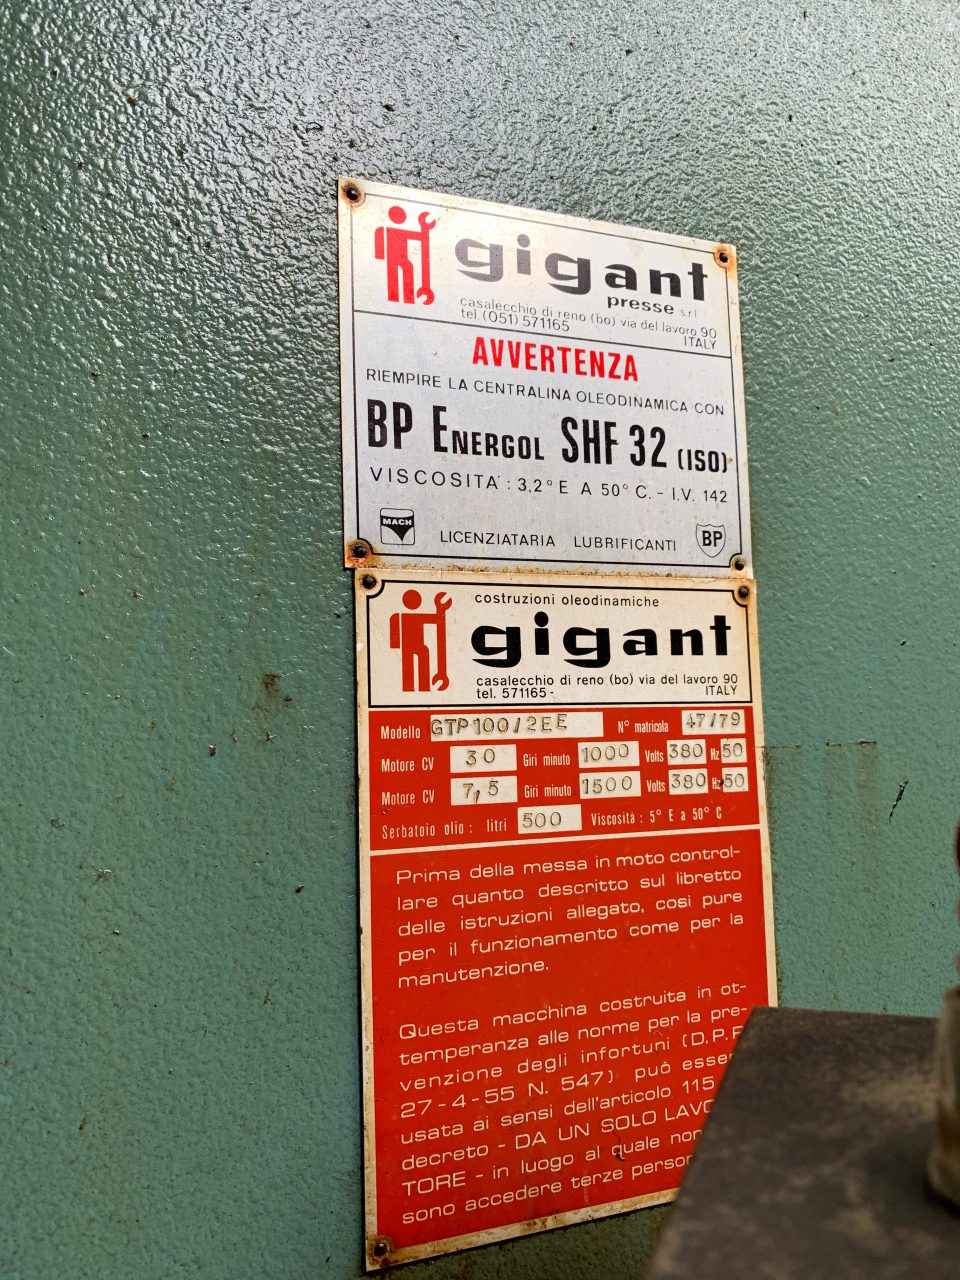 gigant
presse s.r.l
casalecchio di reno (bo) via del lavoro 90
tel. (051) 571165 ITALY
AVVERTENZA
RIEMPIRE LA CENTRALINA OLEODINAMICA CON
BP ENERGOL SHF 32 (ISO)
VISCOSITA' : 3,2° E A 50° C. - I.V. 142
MACH LICENZIATARIA LUBRIFICANTI BP
costruzioni oleodinamiche
gigant
casalecchio di reno (bo) via del lavoro 90
tel. 571165 - ITALY
Modello GTP100/2EE N° matricola 47/79
Motore CV 30 Giri minuto 1000 Volts 380 Hz 50
Motore CV 7,5 Giri minuto 1500 Volts 380 Hz 50
Serbatoio olio : litri 500 Viscosità : 5° E a 50° C
Prima della messa in moto control-
lare quanto descritto sul libretto
delle istruzioni allegato, cosi pure
per il funzionamento come per la
manutenzione.
Questa macchina costruita in ot-
temperanza alle norme per la pre-
venzione degli infortuni (D.P.
27-4-55 N. 547) può
usata ai sensi dell'articolo 115
decreto - DA UN SOLO
TORE - in luogo al quale
sono accedere terze